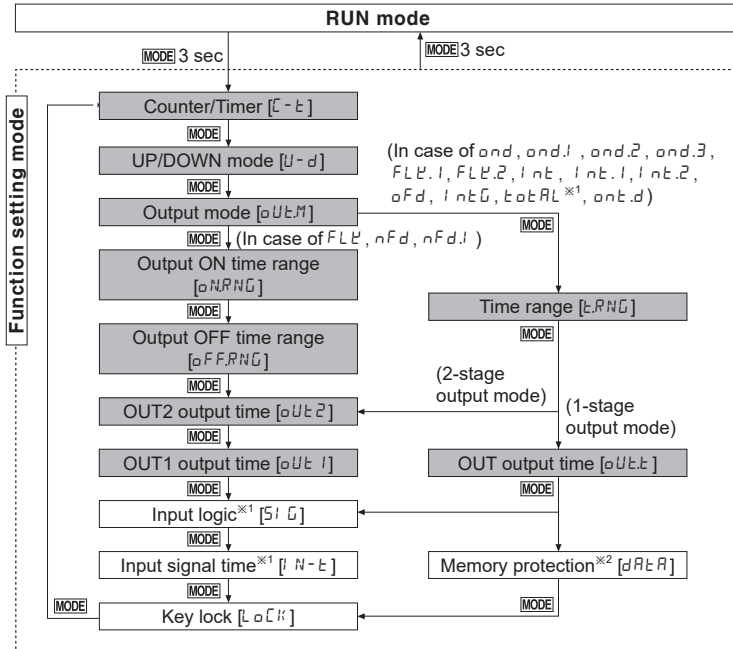 RUN mode
MODE 3 sec
MODE 3 sec
Function setting mode
Counter/Timer [C-t]
MODE
UP/DOWN mode [U-d]
MODE
Output mode [oUt.M]
(In case of ond, ond.1, ond.2, ond.3,
FLK.1, FLK.2, Int, Int.1, Int.2,
oFd, IntG, totAL※1, ont.d)
MODE
MODE (In case of FLK, nFd, nFd.1)
Output ON time range
[oN.RNG]
MODE
Time range [t.RNG]
MODE
Output OFF time range
[oFF.RNG]
MODE
(2-stage
output mode)
(1-stage
output mode)
OUT2 output time [oUt2]
MODE
OUT1 output time [oUt1]
OUT output time [oUt.t]
MODE
MODE
Input logic※1 [SIG]
MODE
Input signal time※1 [IN-t]
Memory protection※2 [dAtA]
MODE
MODE
MODE
Key lock [LoCK]